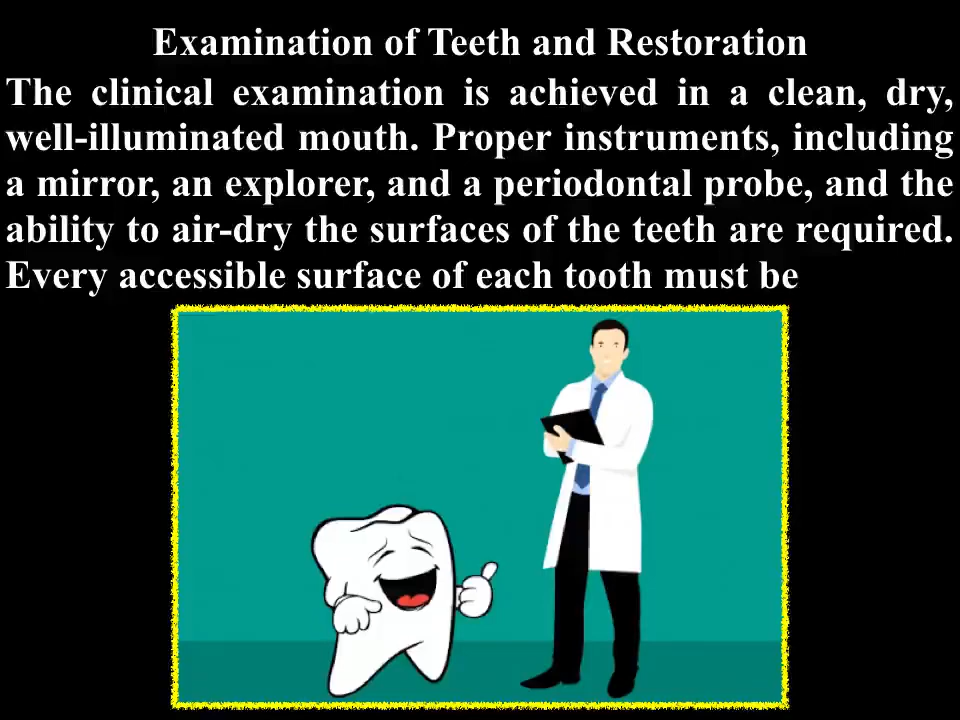 Examination of Teeth and Restoration
The clinical examination is achieved in a clean, dry,
well-illuminated mouth. Proper instruments, including
a mirror, an explorer, and a periodontal probe, and the
ability to air-dry the surfaces of the teeth are required.
Every accessible surface of each tooth must be